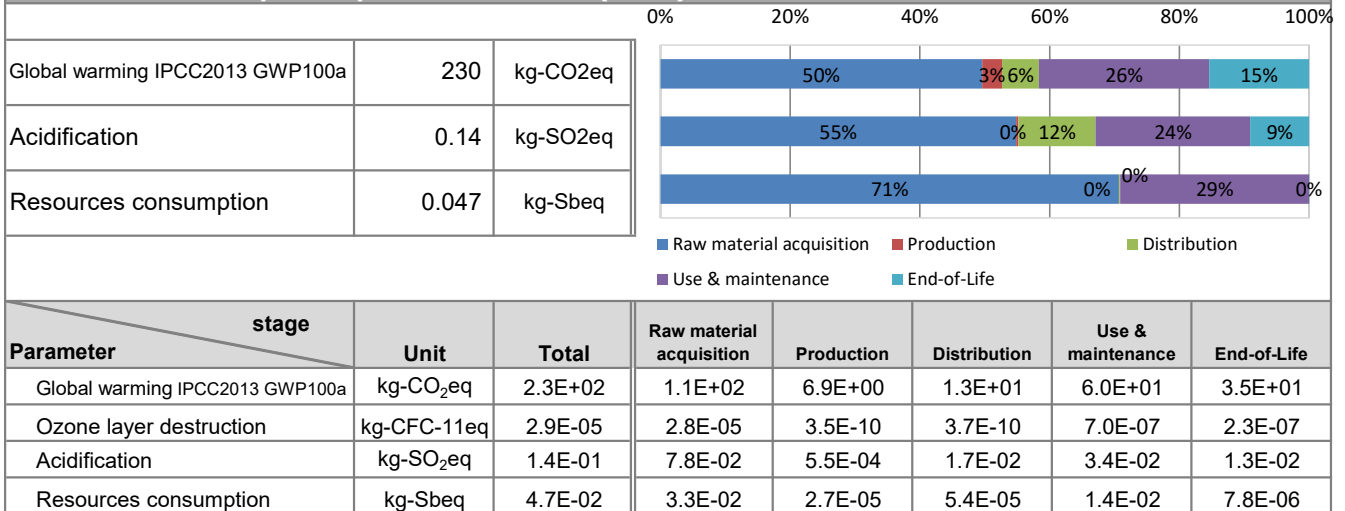 0% 20% 40% 60% 80% 100%
Global warming IPCC2013 GWP100a 230 kg-CO2eq 50% 3% 6% 26% 15%
Acidification 0.14 kg-SO2eq 55% 0% 12% 24% 9%
Resources consumption 0.047 kg-Sbeq 71% 0% 0% 29% 0%
Raw material acquisition Production Distribution
Use & maintenance End-of-Life
stage
Parameter Unit Total Raw material acquisition Production Distribution Use & maintenance End-of-Life
Global warming IPCC2013 GWP100a kg-CO₂eq 2.3E+02 1.1E+02 6.9E+00 1.3E+01 6.0E+01 3.5E+01
Ozone layer destruction kg-CFC-11eq 2.9E-05 2.8E-05 3.5E-10 3.7E-10 7.0E-07 2.3E-07
Acidification kg-SO₂eq 1.4E-01 7.8E-02 5.5E-04 1.7E-02 3.4E-02 1.3E-02
Resources consumption kg-Sbeq 4.7E-02 3.3E-02 2.7E-05 5.4E-05 1.4E-02 7.8E-06